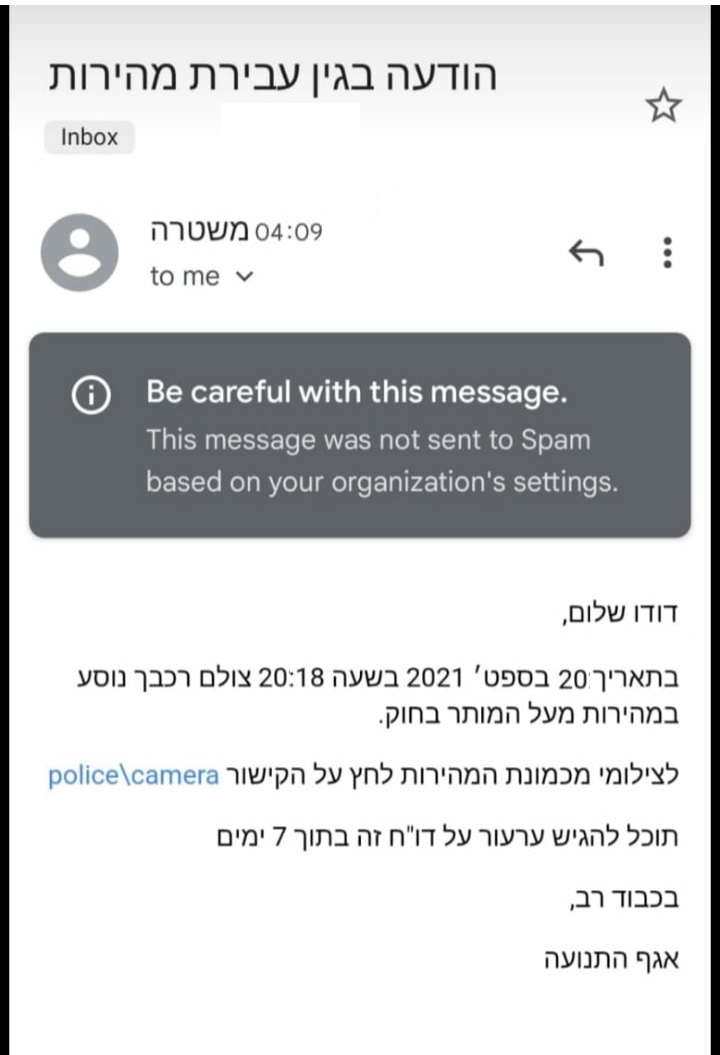 הודעה בגין עבירת מהירות
Inbox
משטרה 04:09
to me
Be careful with this message.
This message was not sent to Spam
based on your organization's settings.
דודו שלום,
בתאריך 20 בספט' 2021 בשעה 20:18 צולם רכבך נוסע
במהירות מעל המותר בחוק.
לצילומי מכמונת המהירות לחץ על הקישור police\camera
תוכל להגיש ערעור על דו"ח זה בתוך 7 ימים
בכבוד רב,
אגף התנועה